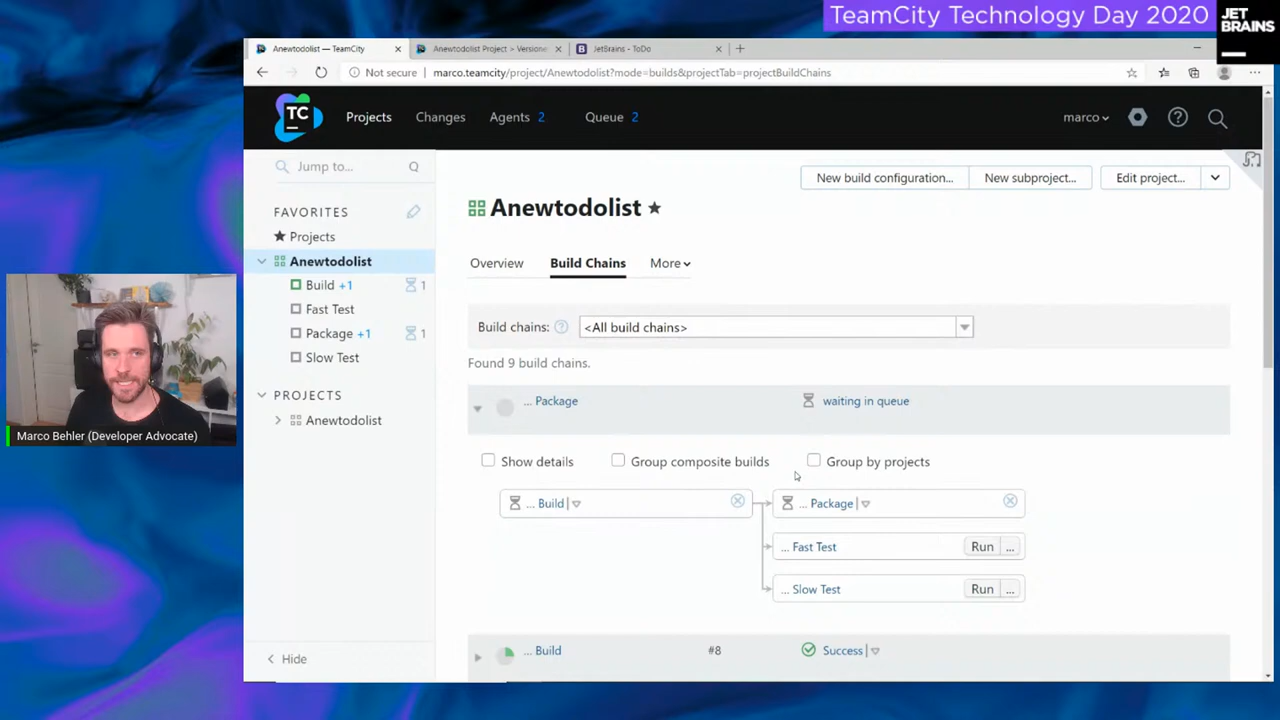 TeamCity Technology Day 2020
JET
BRAINS
Anewtodolist — TeamCity
Anewtodolist Project > Versione
JetBrains - ToDo
Not secure
marco.teamcity/project/Anewtodolist?mode=builds&projectTab=projectBuildChains
TC
Projects
Changes
Agents 2
Queue 2
marco
Jump to...
Q
New build configuration...
New subproject...
Edit project...
FAVORITES
Projects
Anewtodolist
Build +1
1
Fast Test
Package +1
1
Slow Test
PROJECTS
Anewtodolist
Hide
Anewtodolist
Overview
Build Chains
More
Build chains:
<All build chains>
Found 9 build chains.
... Package
waiting in queue
Show details
Group composite builds
Group by projects
... Build
... Package
... Fast Test
Run ...
... Slow Test
Run ...
... Build
#8
Success
Marco Behler (Developer Advocate)